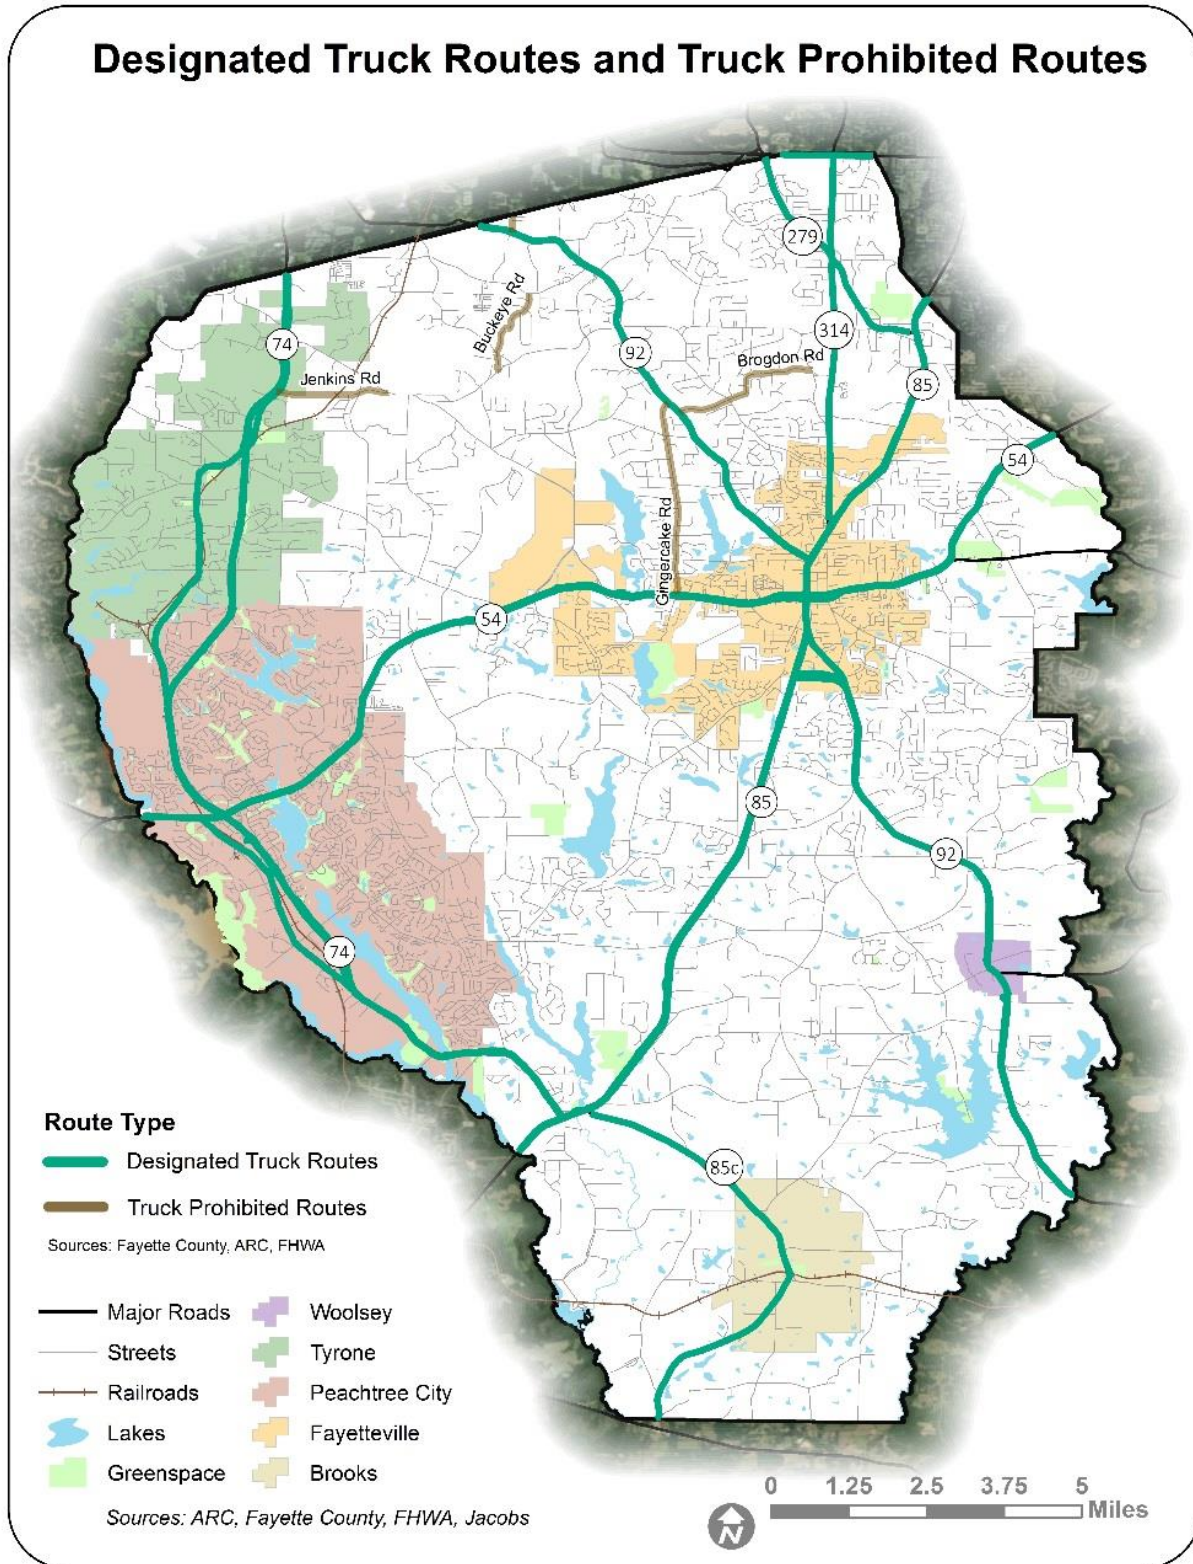 Designated Truck Routes and Truck Prohibited Routes
279
Buckeye Rd
74
92
314
Brogdon Rd
Jenkins Rd
85
54
Gingercake Rd
54
85
92
74
85c
Route Type
Designated Truck Routes
Truck Prohibited Routes
Sources: Fayette County, ARC, FHWA
Major Roads
Streets
Railroads
Lakes
Greenspace
Woolsey
Tyrone
Peachtree City
Fayetteville
Brooks
Sources: ARC, Fayette County, FHWA, Jacobs
N
0 1.25 2.5 3.75 5
Miles